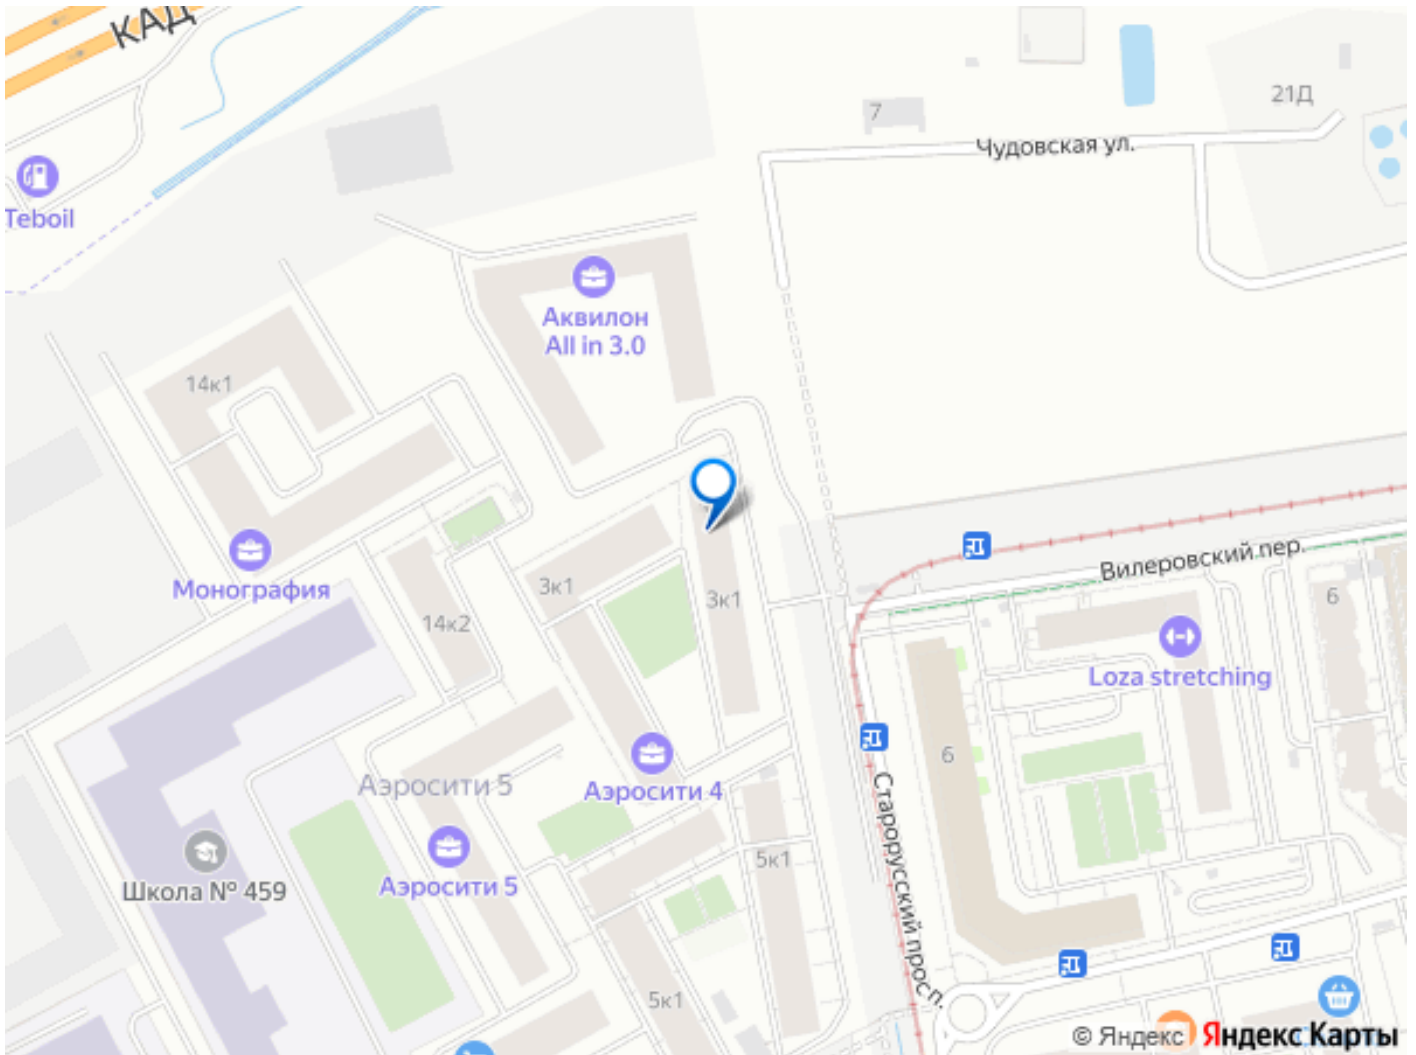 КАД
21Д
7
Чудовская ул.
Teboil
Аквилон
All in 3.0
14к1
Вилеровский пер.
Монография
3к1
3к1
6
14к2
Loza stretching
Аэросити 5
Аэросити 4
6
Старорусский просп.
Школа № 459
Аэросити 5
5к1
5к1
© Яндекс
Яндекс Карты